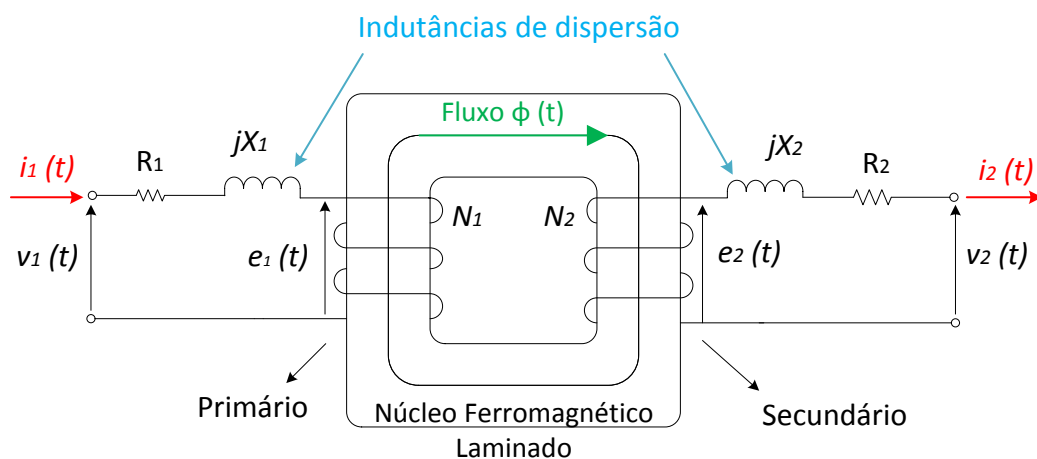 Indutâncias de dispersão
Fluxo ϕ (t)
i1 (t)
R1
jX1
jX2
R2
i2 (t)
N1
N2
v1 (t)
e1 (t)
e2 (t)
v2 (t)
Primário
Núcleo Ferromagnético
Laminado
Secundário